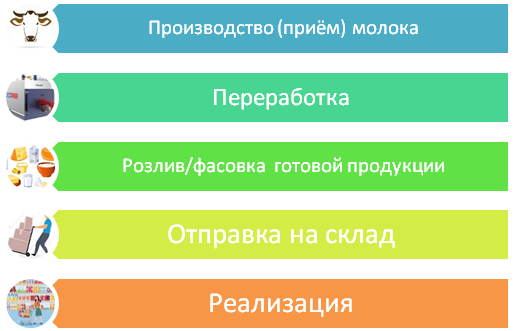 Производство (приём) молока
Переработка
Розлив/фасовка готовой продукции
Отправка на склад
Реализация